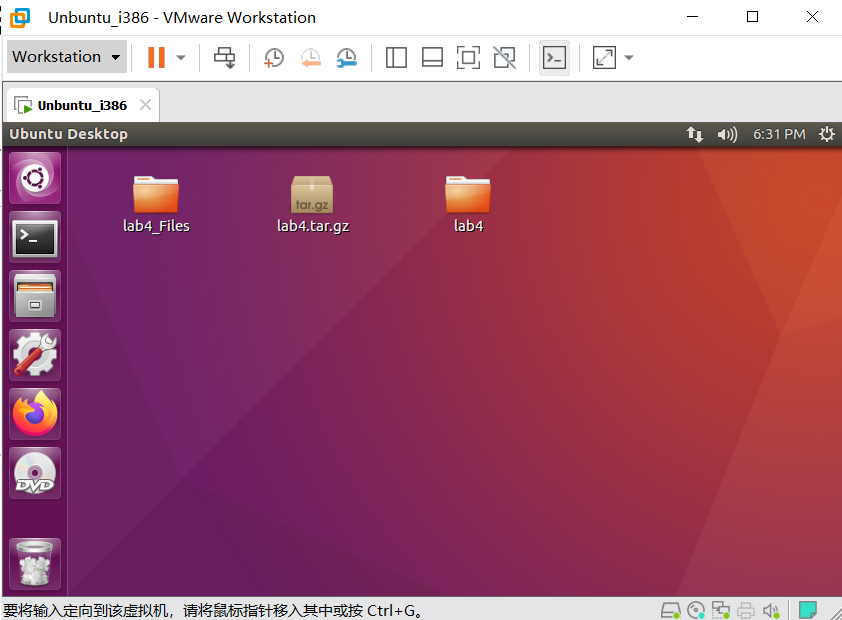 Unbuntu_i386 - VMware Workstation
Workstation
Unbuntu_i386
Ubuntu Desktop
6:31 PM
lab4_Files
tar.gz
lab4.tar.gz
lab4
DVD
要将输入定向到该虚拟机，请将鼠标指针移入其中或按 Ctrl+G。